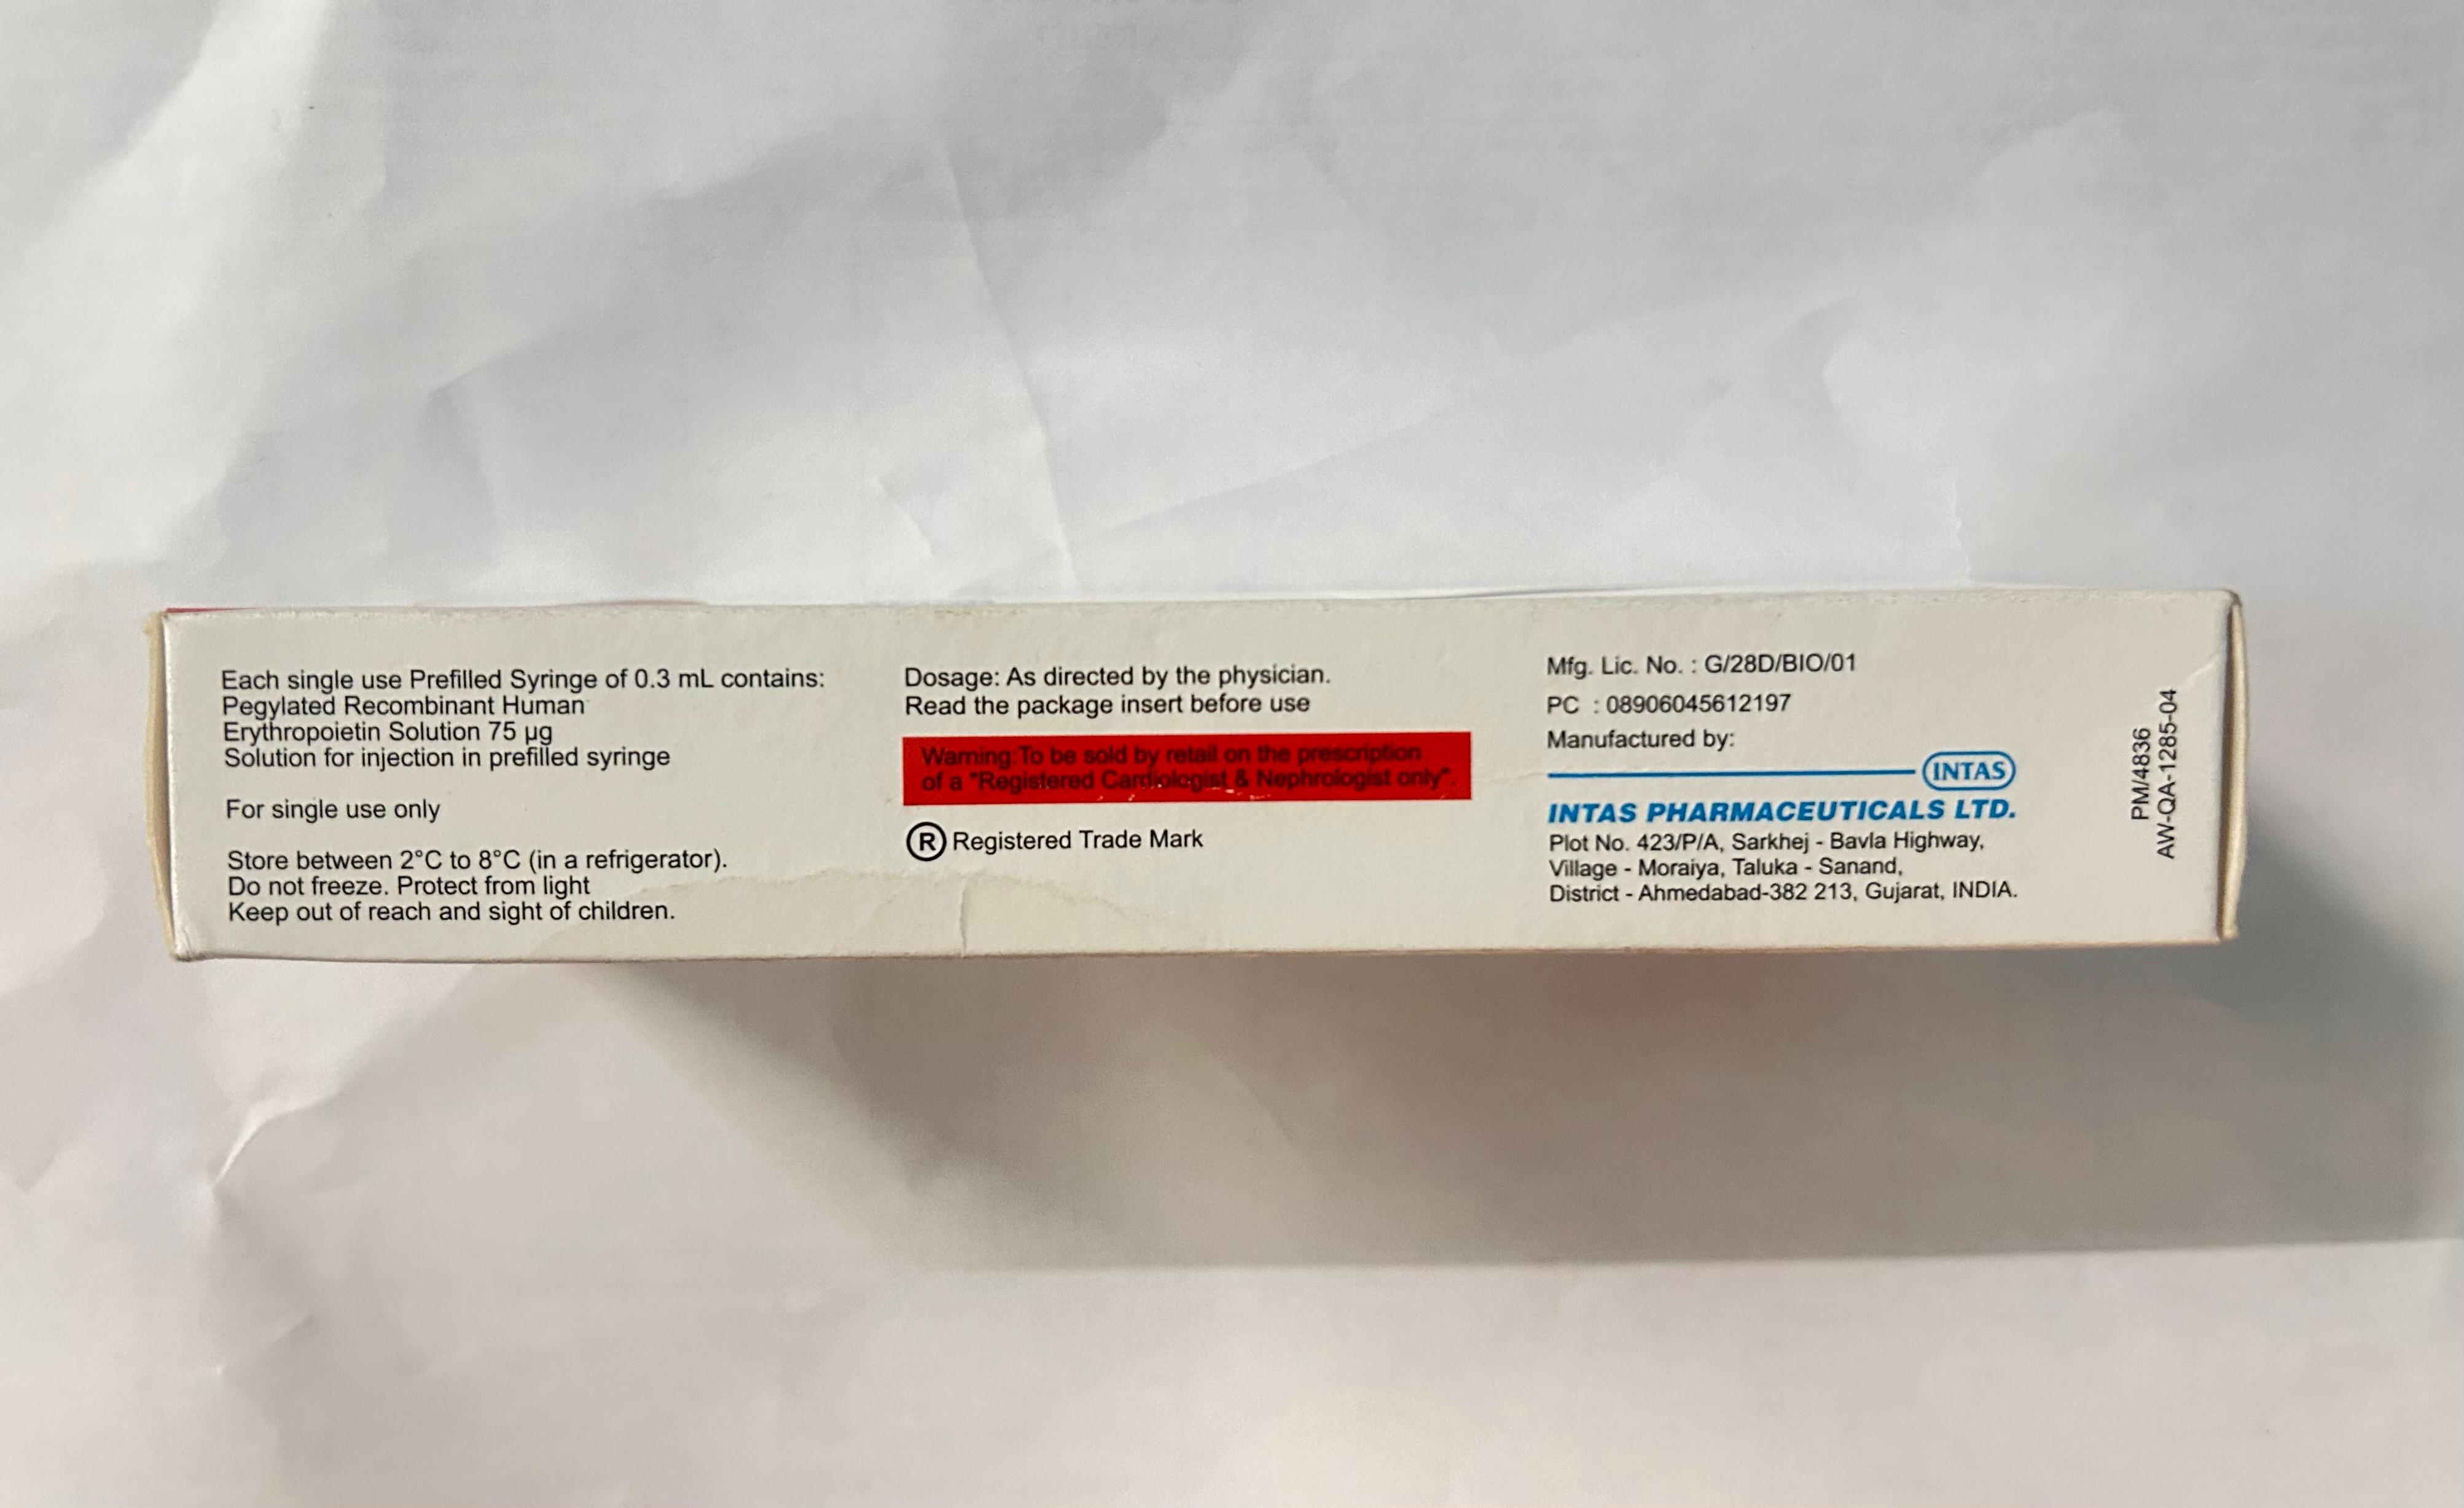 Each single use Prefilled Syringe of 0.3 mL contains:
Pegylated Recombinant Human
Erythropoietin Solution 75 µg
Solution for injection in prefilled syringe
For single use only
Store between 2°C to 8°C (in a refrigerator).
Do not freeze. Protect from light
Keep out of reach and sight of children.
Dosage: As directed by the physician.
Read the package insert before use
Warning:To be sold by retail on the prescription
of a "Registered Cardiologist & Nephrologist only".
® Registered Trade Mark
Mfg. Lic. No. : G/28D/BIO/01
PC : 08906045612197
Manufactured by:
INTAS
INTAS PHARMACEUTICALS LTD.
Plot No. 423/P/A, Sarkhej - Bavla Highway,
Village - Moraiya, Taluka - Sanand,
District - Ahmedabad-382 213, Gujarat, INDIA.
PM/4836
AW-QA-1285-04